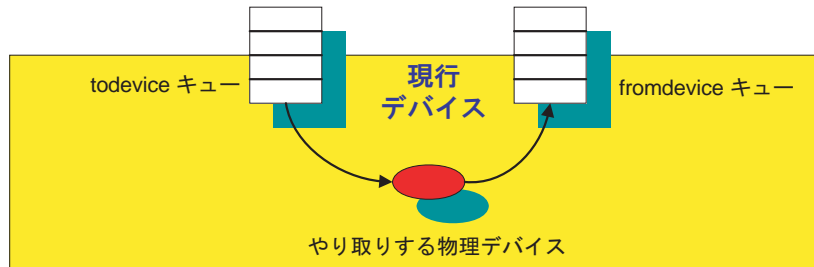 現行
デバイス
todevice キュー
fromdevice キュー
やり取りする物理デバイス